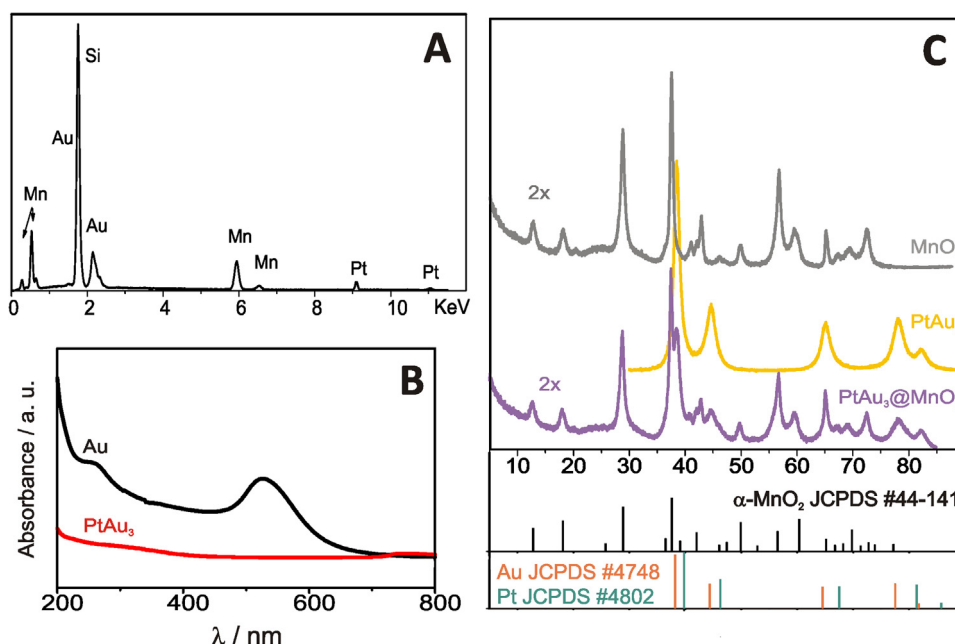 A
Si
Au
Mn
Au
Mn
Mn
Pt
Pt
0 2 4 6 8 10 KeV
B
Absorbance / a. u.
Au
PtAu3
200 400 600 800
λ / nm
C
2x
MnO
PtAu
2x
PtAu3@MnO
10 20 30 40 50 60 70 80
α-MnO2 JCPDS #44-141
Au JCPDS #4748
Pt JCPDS #4802